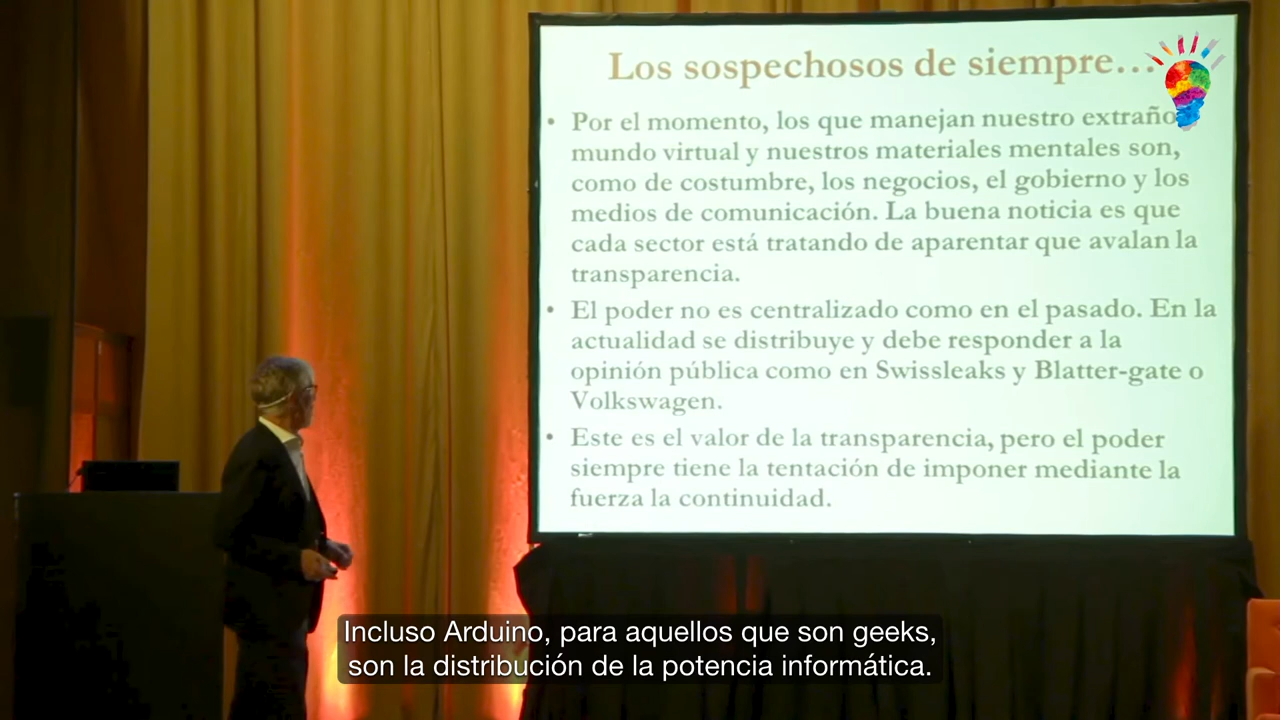 Los sospechosos de siempre...
• Por el momento, los que manejan nuestro extraño
mundo virtual y nuestros materiales mentales son,
como de costumbre, los negocios, el gobierno y los
medios de comunicación. La buena noticia es que
cada sector está tratando de aparentar que avalan la
transparencia.
• El poder no es centralizado como en el pasado. En la
actualidad se distribuye y debe responder a la
opinión pública como en Swissleaks y Blatter-gate o
Volkswagen.
• Este es el valor de la transparencia, pero el poder
siempre tiene la tentación de imponer mediante la
fuerza la continuidad.
Incluso Arduino, para aquellos que son geeks,
son la distribución de la potencia informática.